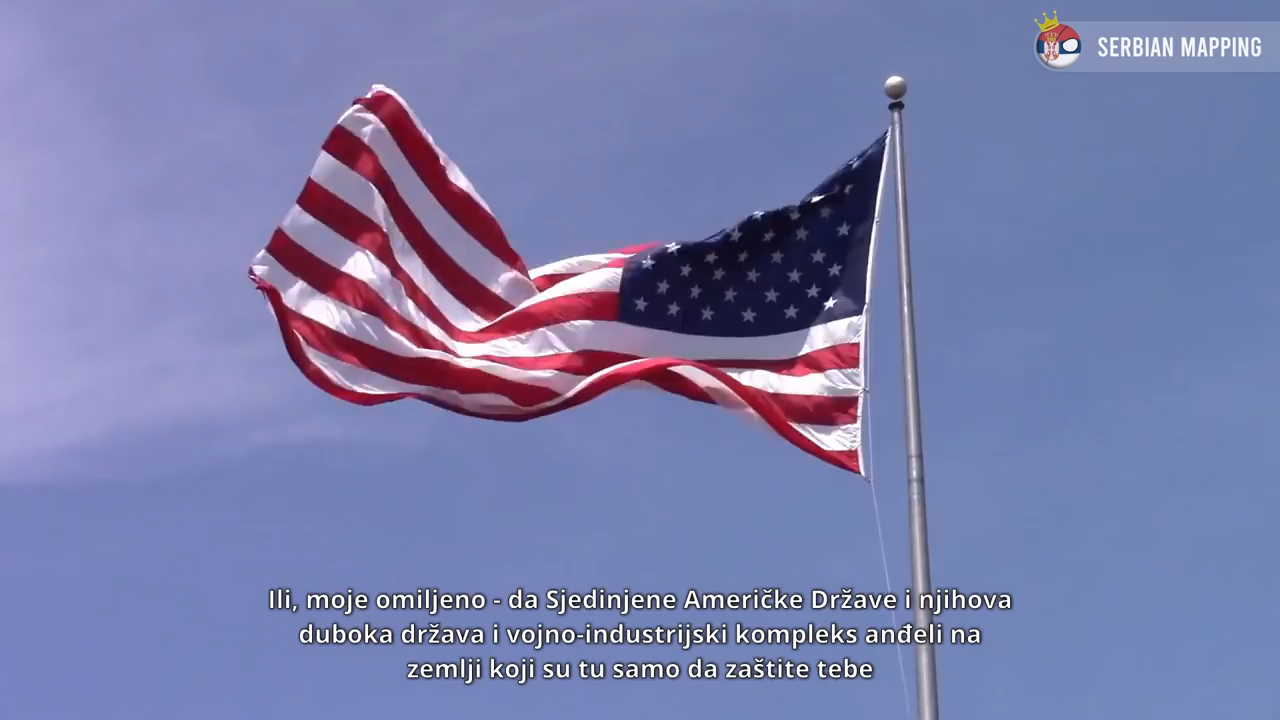 SERBIAN MAPPING
Ili, moje omiljeno - da Sjedinjene Američke Države i njihova
duboka država i vojno-industrijski kompleks anđeli na
zemlji koji su tu samo da zaštite tebe